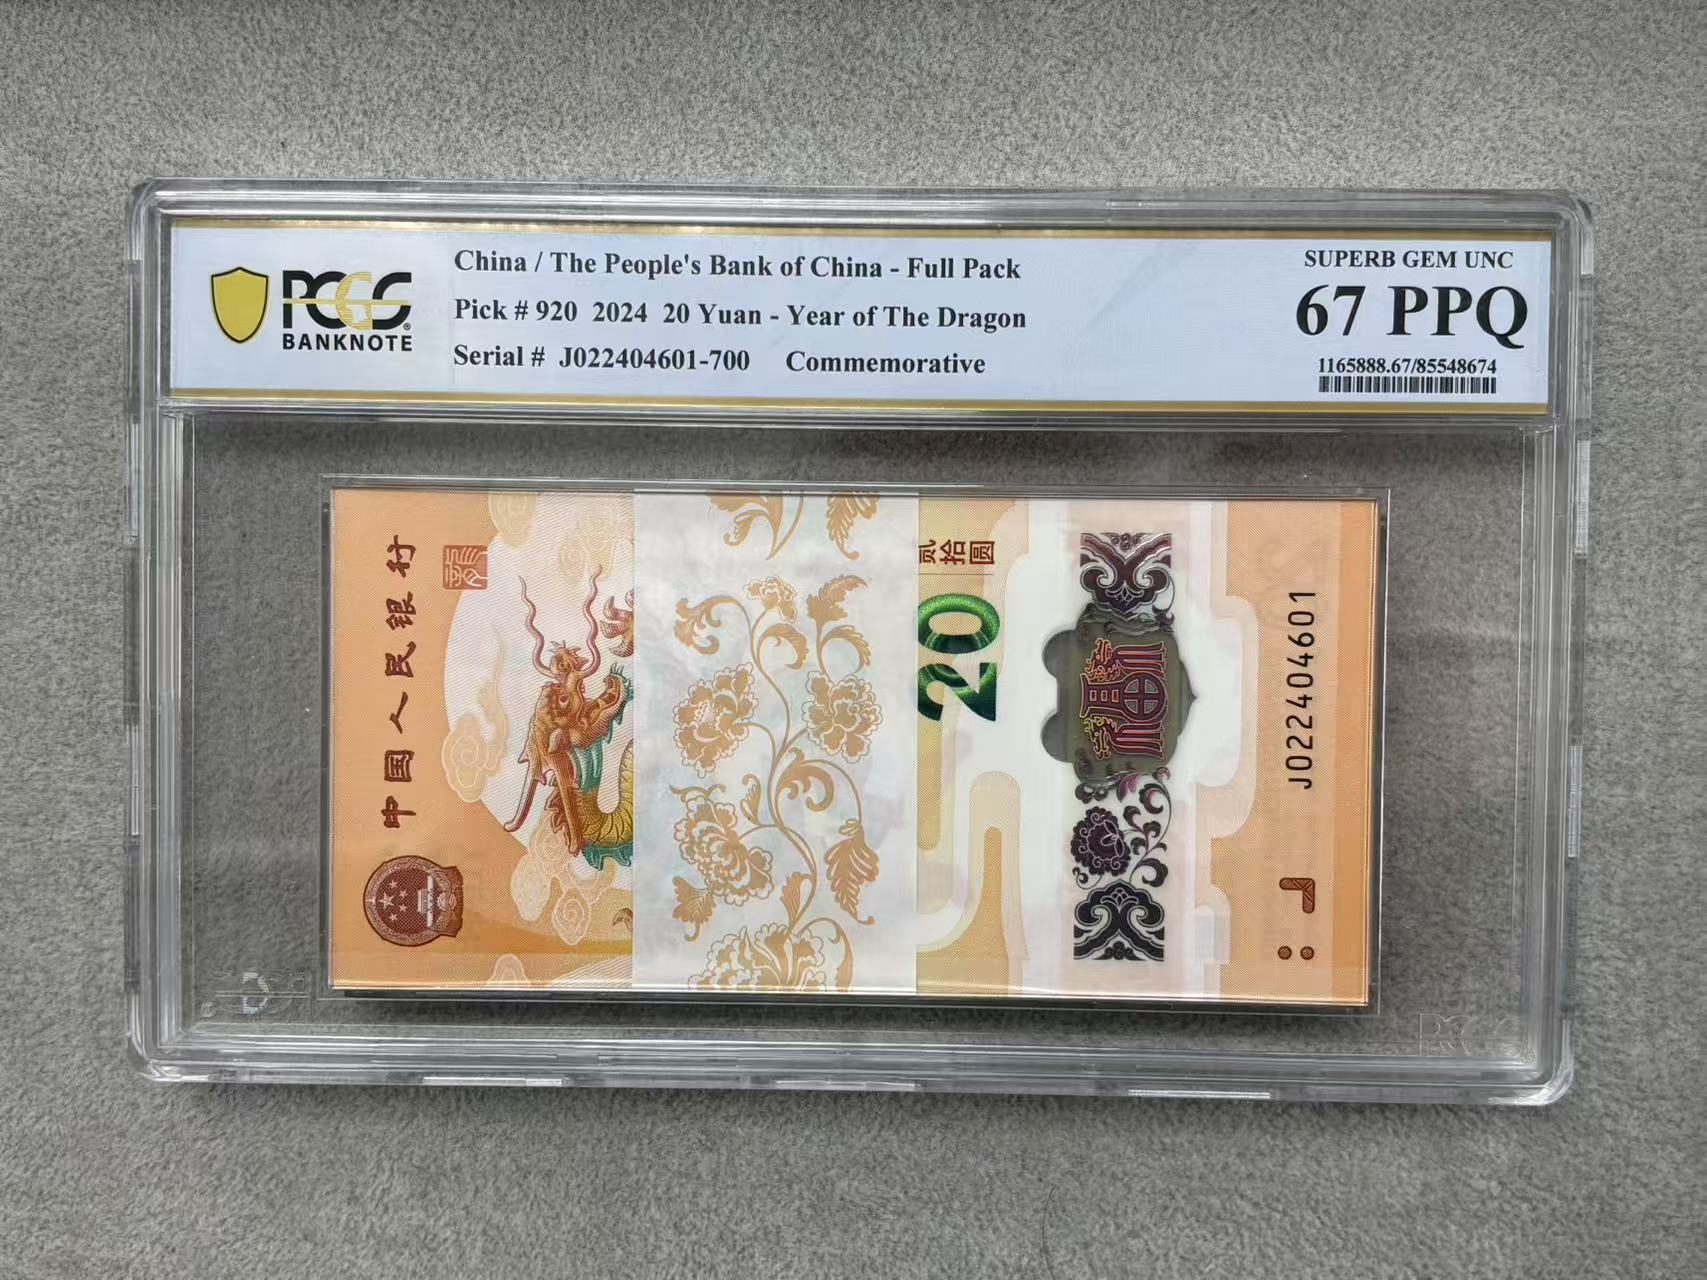 PCGS
BANKNOTE
China / The People's Bank of China - Full Pack
Pick # 920 2024 20 Yuan - Year of The Dragon
Serial # J022404601-700 Commemorative
SUPERB GEM UNC
67 PPQ
1165888.67/85548674
中国人民银行
贰拾圆
20
福
J022404601
PCGS